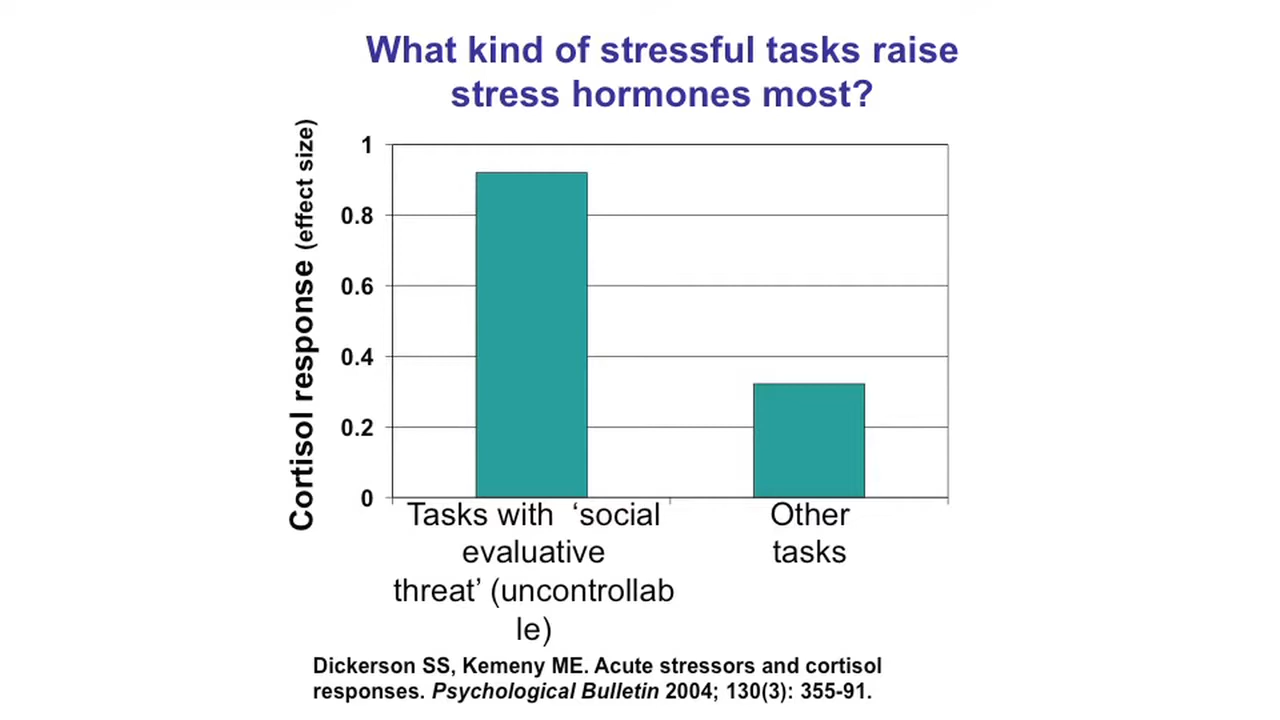 What kind of stressful tasks raise
stress hormones most?
Cortisol response (effect size)
1
0.8
0.6
0.4
0.2
0
Tasks with ‘social
evaluative
threat’ (uncontrollab
le)
Other
tasks
Dickerson SS, Kemeny ME. Acute stressors and cortisol
responses. Psychological Bulletin 2004; 130(3): 355-91.